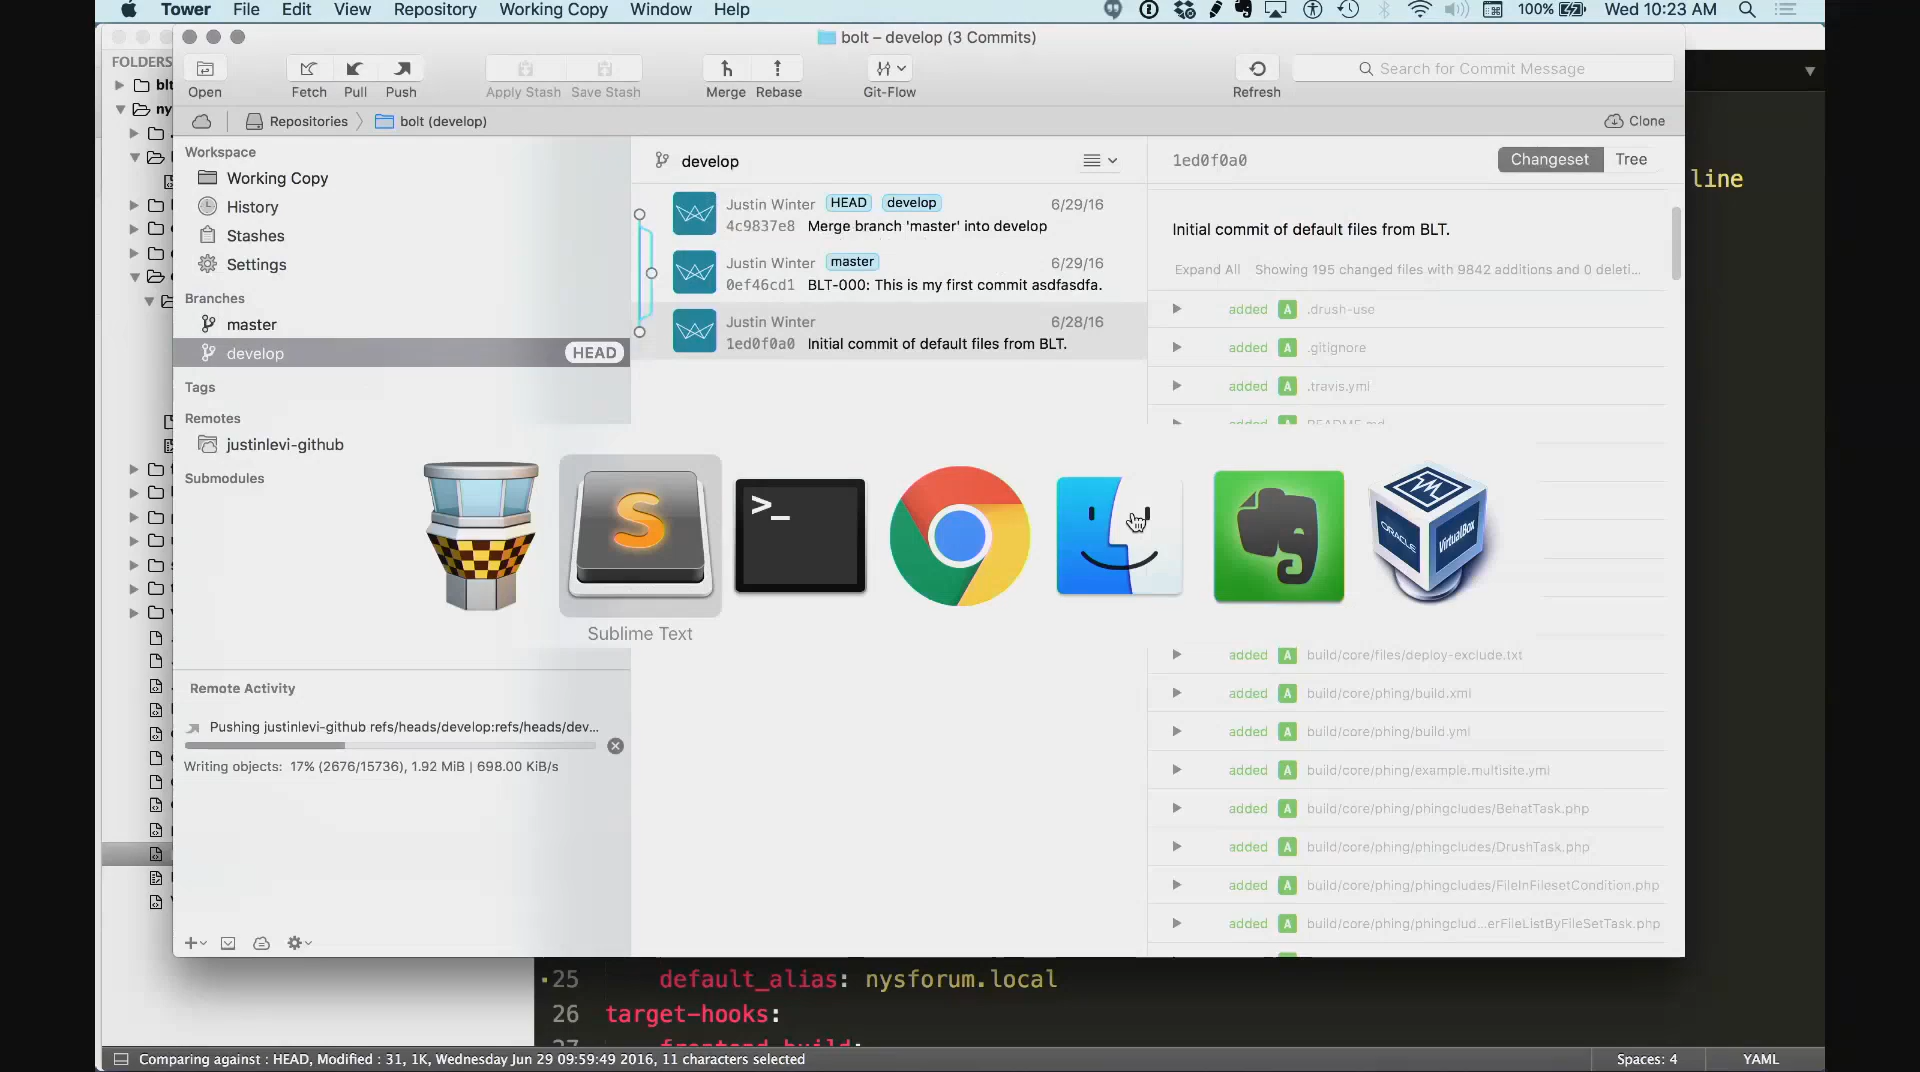 Tower File Edit View Repository Working Copy Window Help 100% Wed 10:23 AM
bolt – develop (3 Commits)
Open Fetch Pull Push Apply Stash Save Stash Merge Rebase Git-Flow Refresh Search for Commit Message
Repositories bolt (develop) Clone
FOLDERS
Workspace
Working Copy
History
Stashes
Settings
Branches
master
develop HEAD
Tags
Remotes
justinlevi-github
Submodules
Remote Activity
Pushing justinlevi-github refs/heads/develop:refs/heads/dev...
Writing objects: 17% (2676/15736), 1.92 MiB | 698.00 KiB/s
develop
Justin Winter HEAD develop 6/29/16
4c9837e8 Merge branch 'master' into develop
Justin Winter master 6/29/16
0ef46cd1 BLT-000: This is my first commit asdfasdfa.
Justin Winter 6/28/16
1ed0f0a0 Initial commit of default files from BLT.
1ed0f0a0 Changeset Tree
Initial commit of default files from BLT.
Expand All Showing 195 changed files with 9842 additions and 0 deleti...
added A .drush-use
added A .gitignore
added A .travis.yml
added A README.md
added A build/core/files/deploy-exclude.txt
added A build/core/phing/build.xml
added A build/core/phing/build.yml
added A build/core/phing/example.multisite.yml
added A build/core/phing/phingcludes/BehatTask.php
added A build/core/phing/phingcludes/DrushTask.php
added A build/core/phing/phingcludes/FileInFilesetCondition.php
added A build/core/phing/phingclud...erFileListByFileSetTask.php
S
>_
ORACLE
VirtualBox
Sublime Text
line
25 default_alias: nysforum.local
26 target-hooks:
27 frontend_build:
Comparing against : HEAD, Modified : 31, 1K, Wednesday Jun 29 09:59:49 2016, 11 characters selected Spaces: 4 YAML